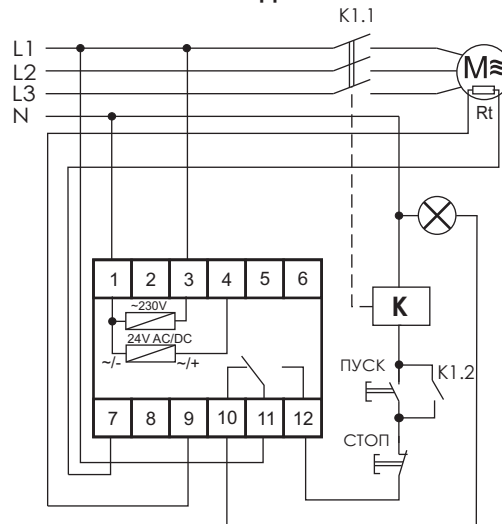 K1.1
L1
L2
L3
N
M≋
Rt
1 2 3 4 5 6
~230V
24V AC/DC
~/- ~/+
K
ПУСК
K1.2
7 8 9 10 11 12
СТОП